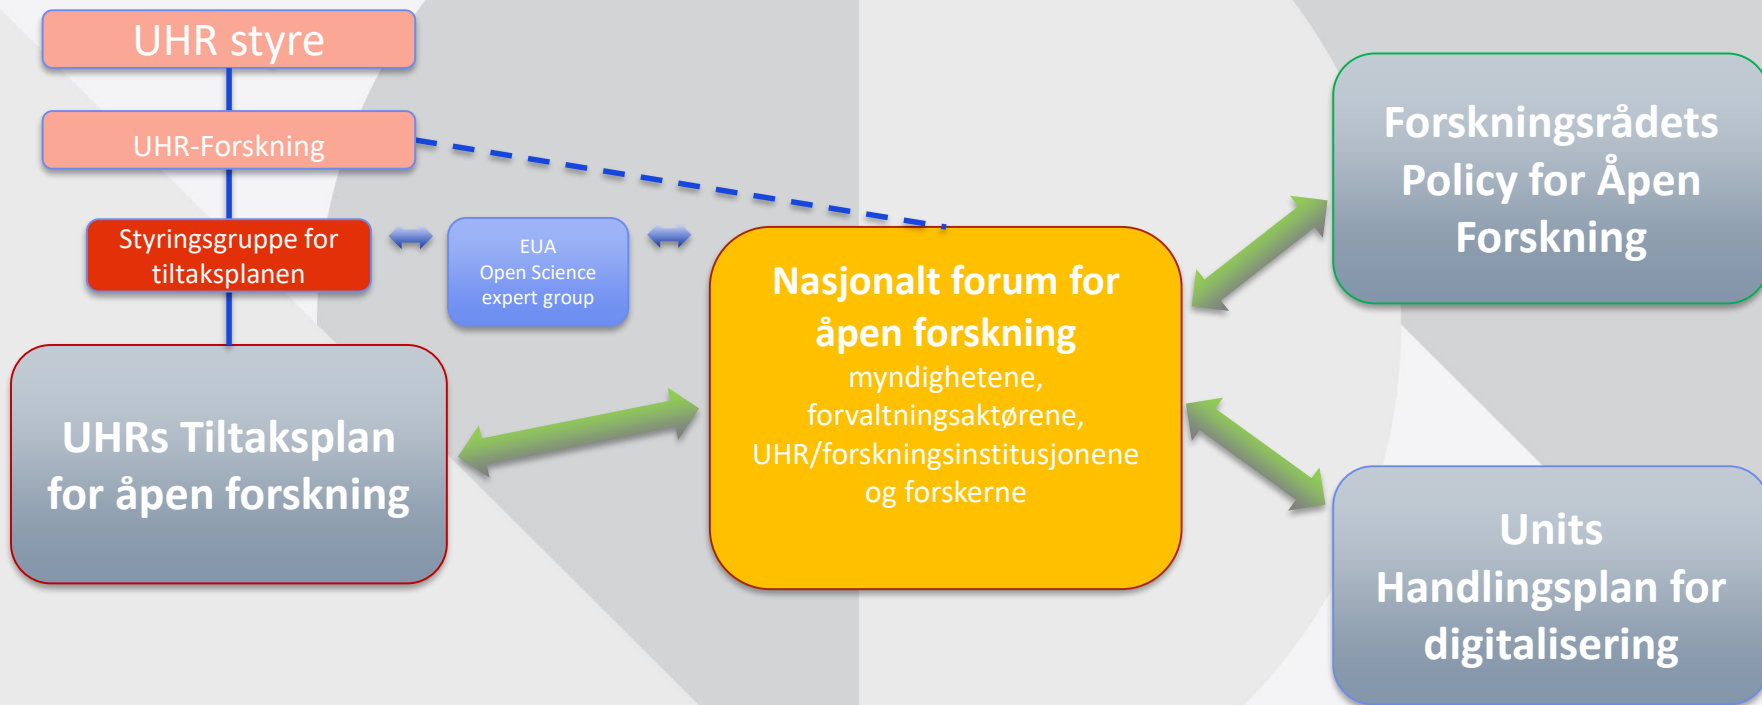 UHR styre
UHR-Forskning
Styringsgruppe for
tiltaksplanen
EUA
Open Science
expert group
UHRs Tiltaksplan
for åpen forskning
Nasjonalt forum for
åpen forskning
myndighetene,
forvaltningsaktørene,
UHR/forskningsinstitusjonene
og forskerne
Forskningsrådets
Policy for Åpen
Forskning
Units
Handlingsplan for
digitalisering